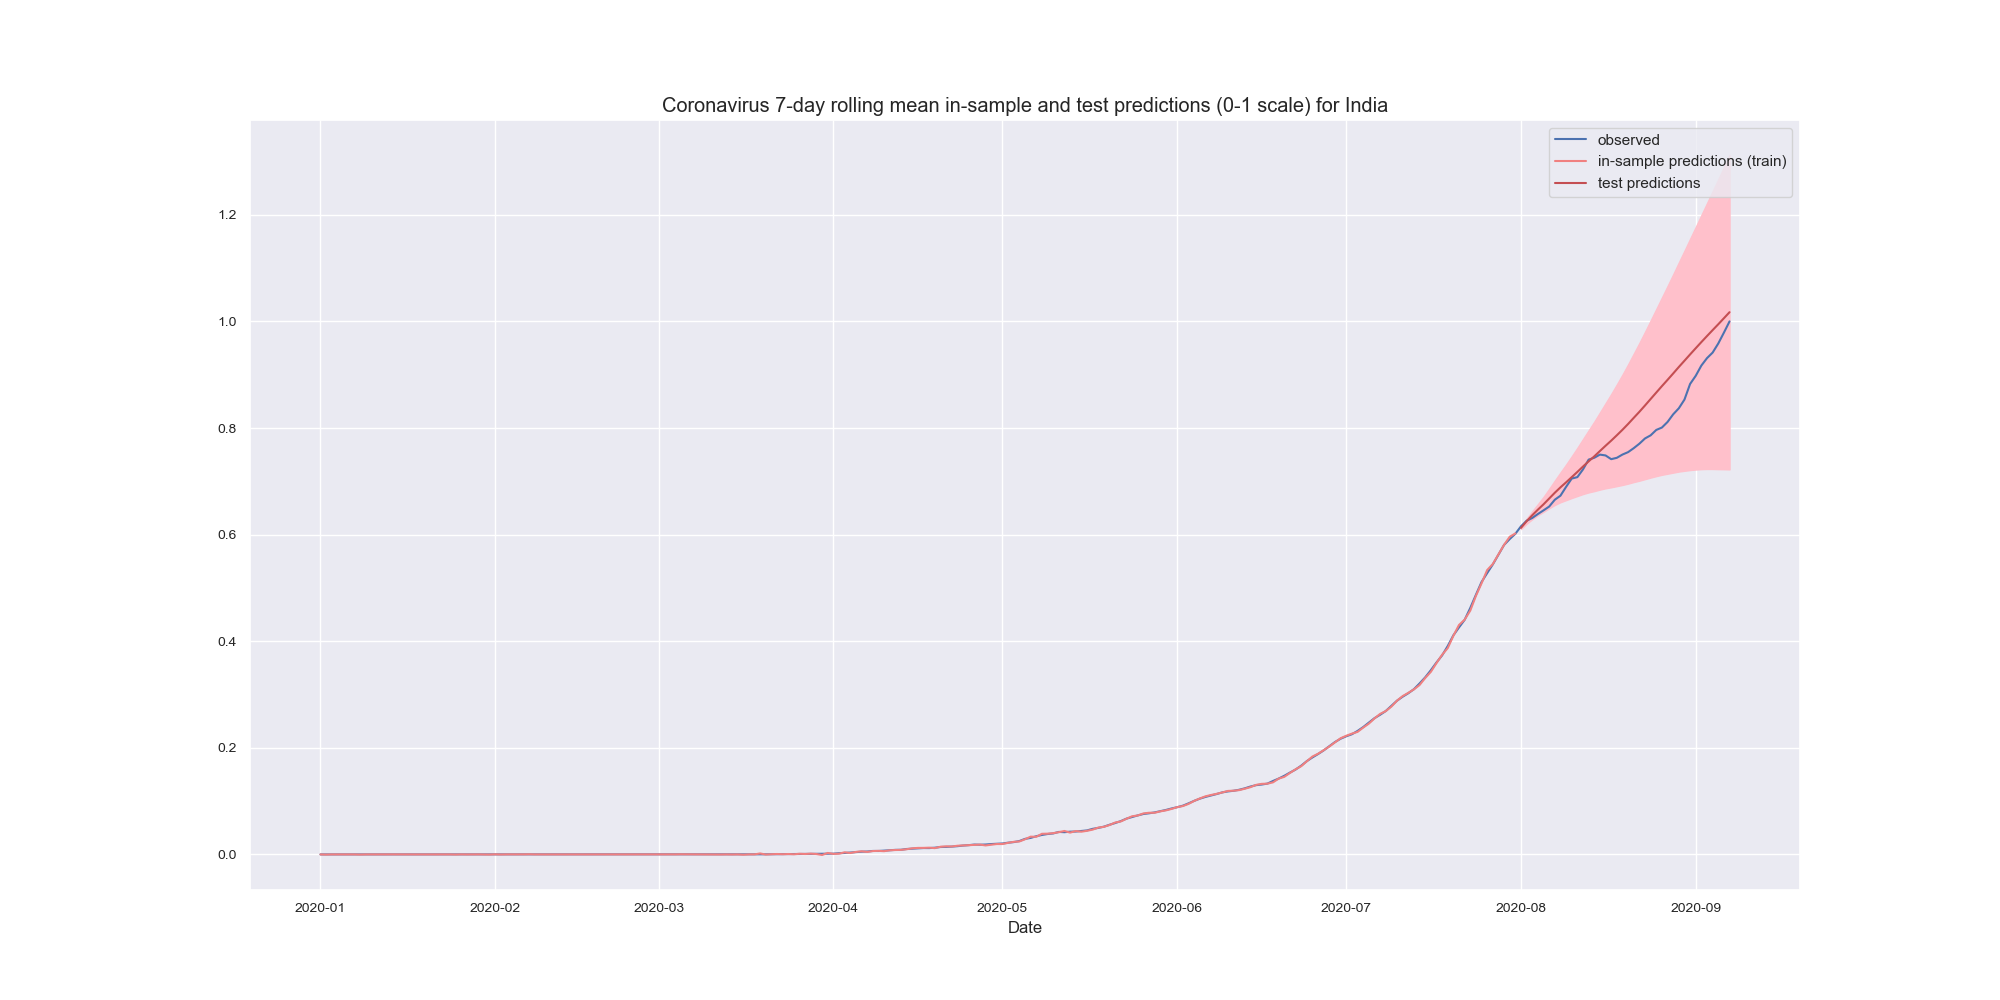 Coronavirus 7-day rolling mean in-sample and test predictions (0-1 scale) for India
observed
in-sample predictions (train)
test predictions
1.2
1.0
0.8
0.6
0.4
0.2
0.0
2020-01 2020-02 2020-03 2020-04 2020-05 2020-06 2020-07 2020-08 2020-09
Date